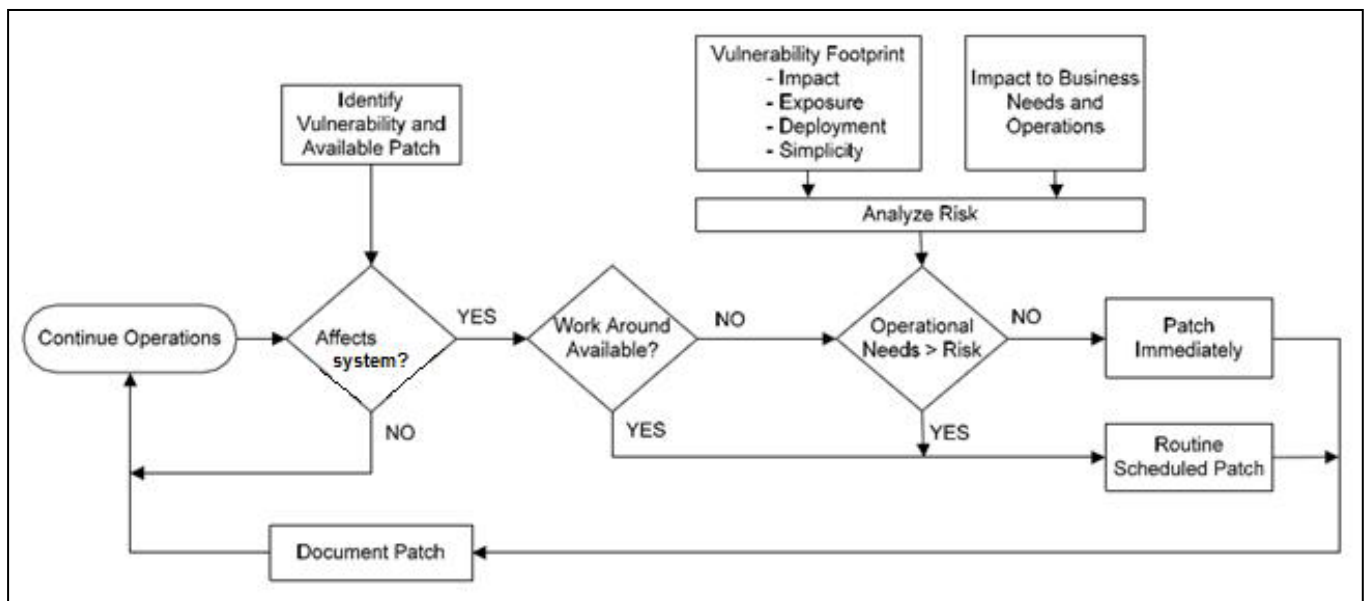 Identify
Vulnerability and
Available Patch
Vulnerability Footprint
- Impact
- Exposure
- Deployment
- Simplicity
Impact to Business
Needs and
Operations
Analyze Risk
Continue Operations
Affects
system?
YES
NO
Work Around
Available?
NO
YES
Operational
Needs > Risk
NO
YES
Patch
Immediately
Routine
Scheduled Patch
Document Patch